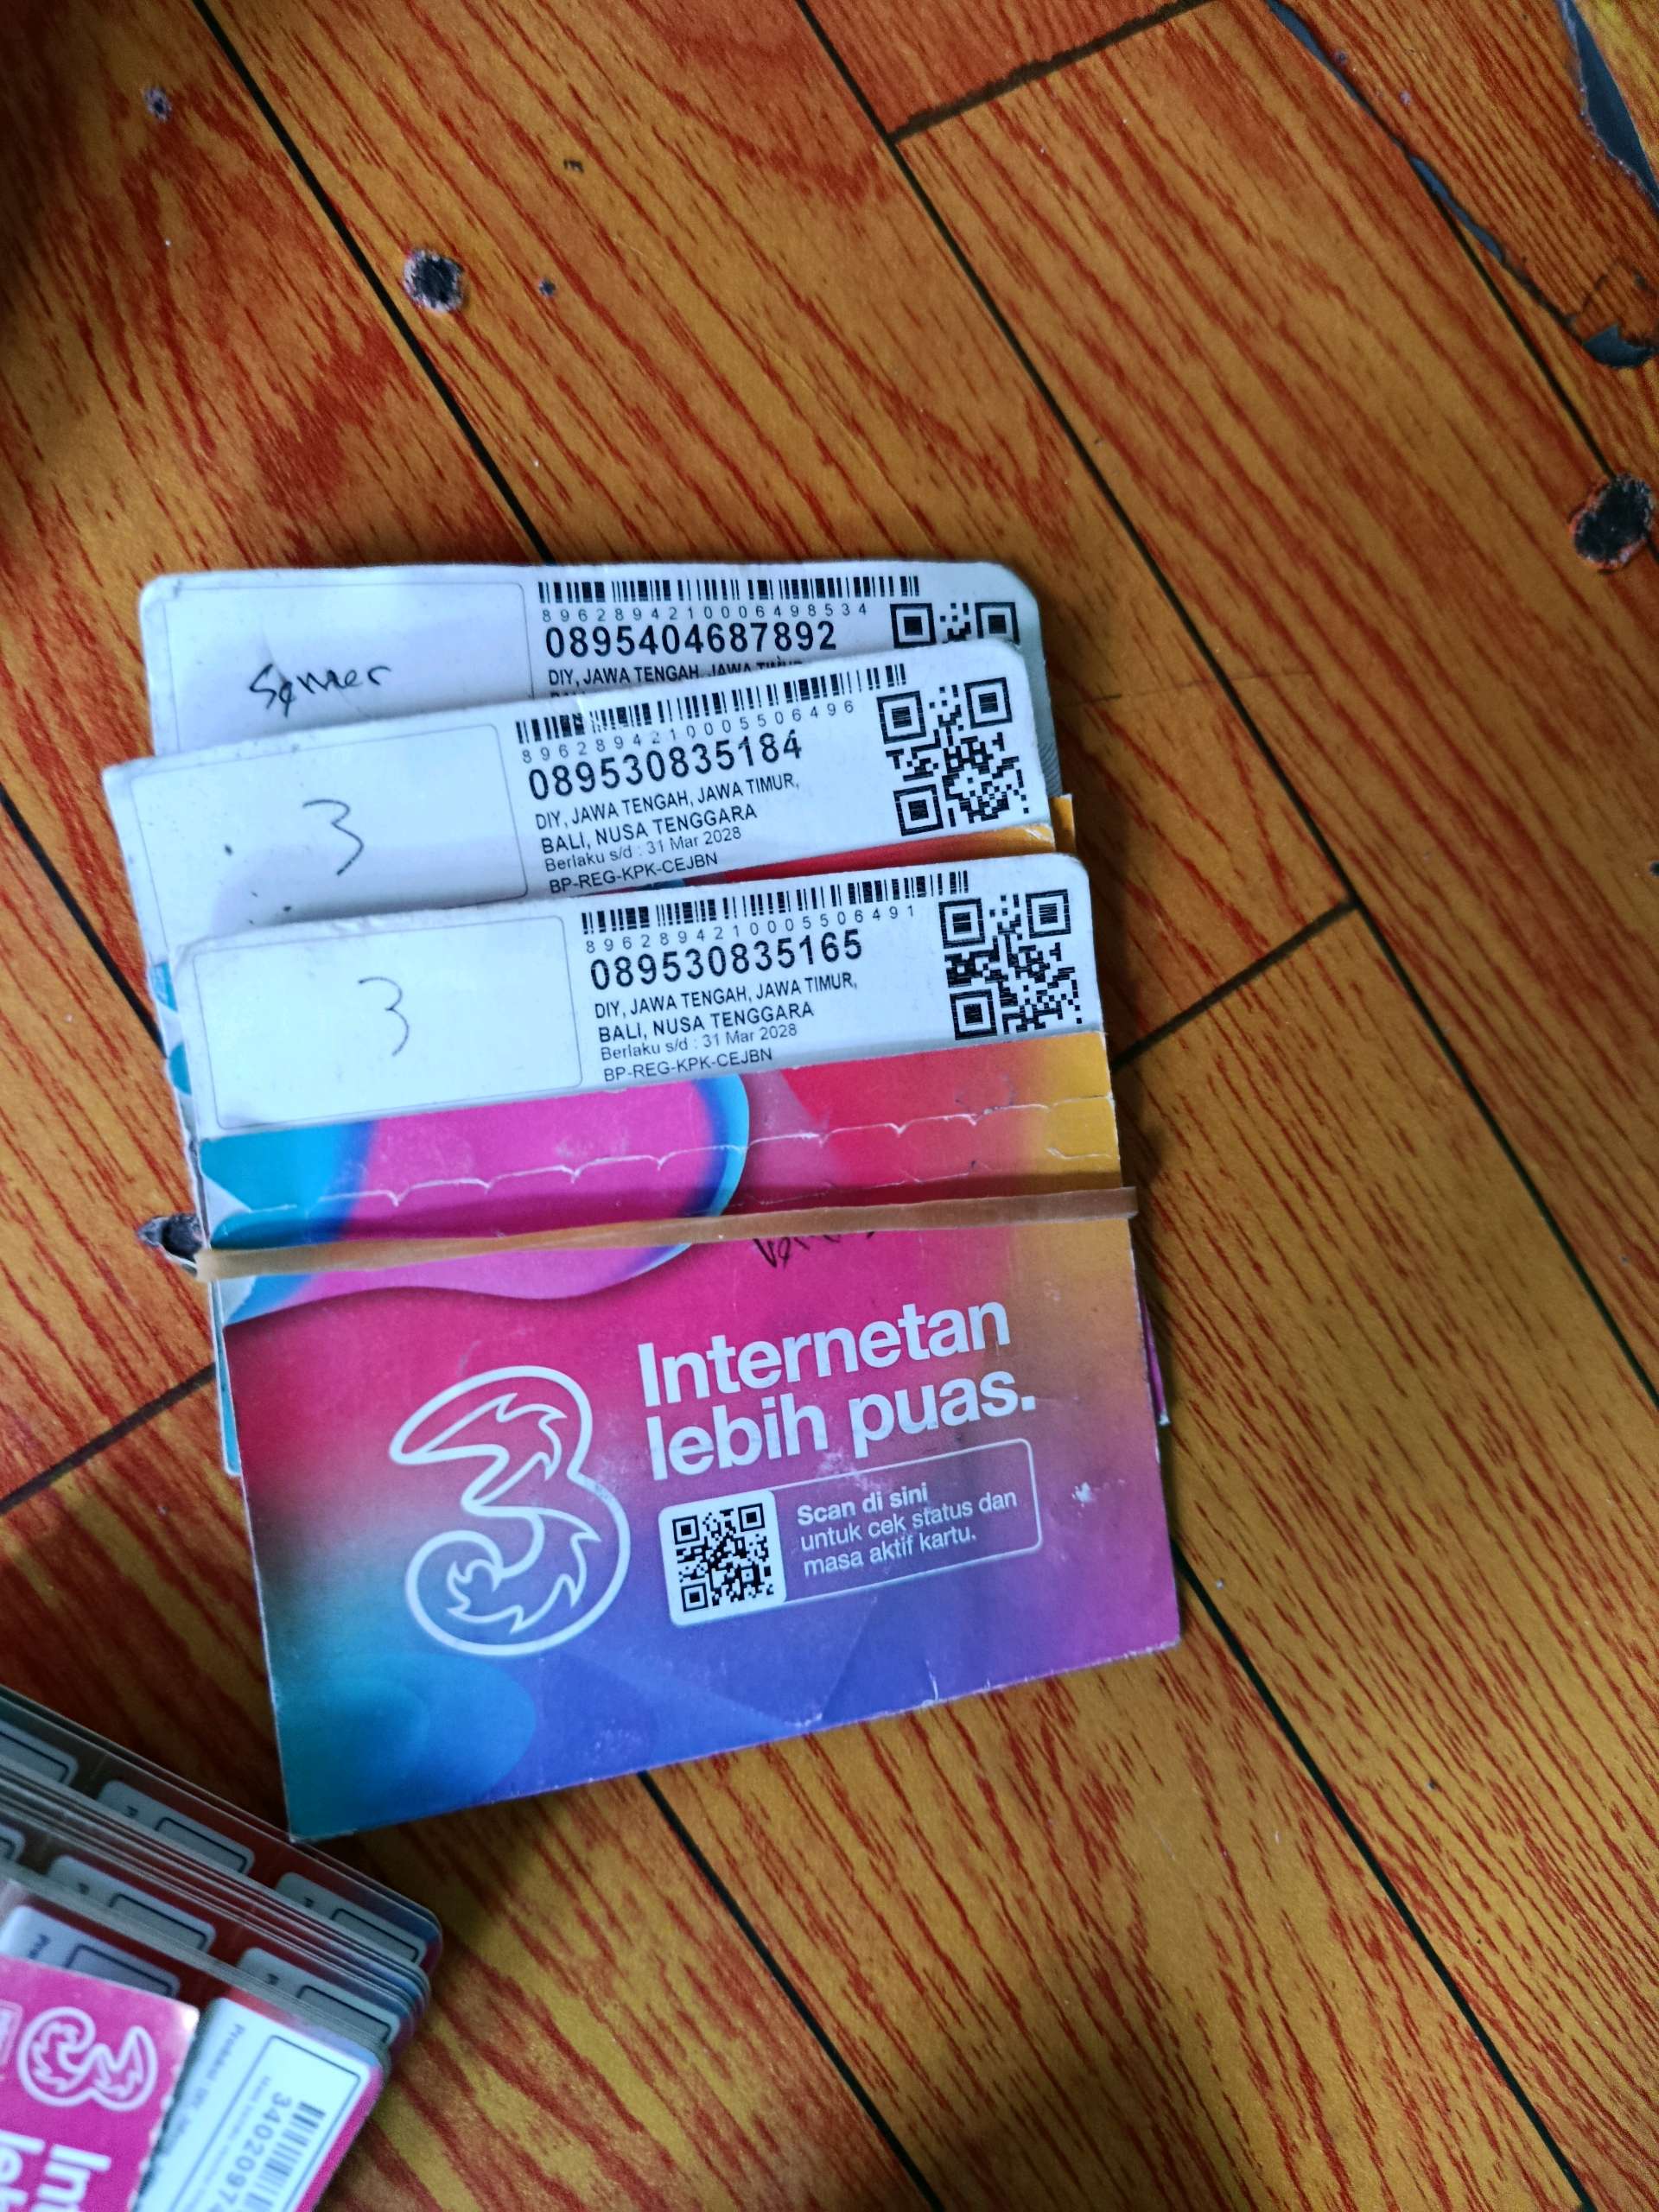 8962894210006498534
0895404687892
DIY, JAWA TENGAH, JAWA TIMUR,
8962894210005506496
089530835184
DIY, JAWA TENGAH, JAWA TIMUR,
BALI, NUSA TENGGARA
Berlaku s/d : 31 Mar 2028
BP-REG-KPK-CEJBN
3
8962894210005506491
089530835165
DIY, JAWA TENGAH, JAWA TIMUR,
BALI, NUSA TENGGARA
Berlaku s/d : 31 Mar 2028
BP-REG-KPK-CEJBN
3
3
Internetan
lebih puas.
Scan di sini
untuk cek status dan
masa aktif kartu.
3